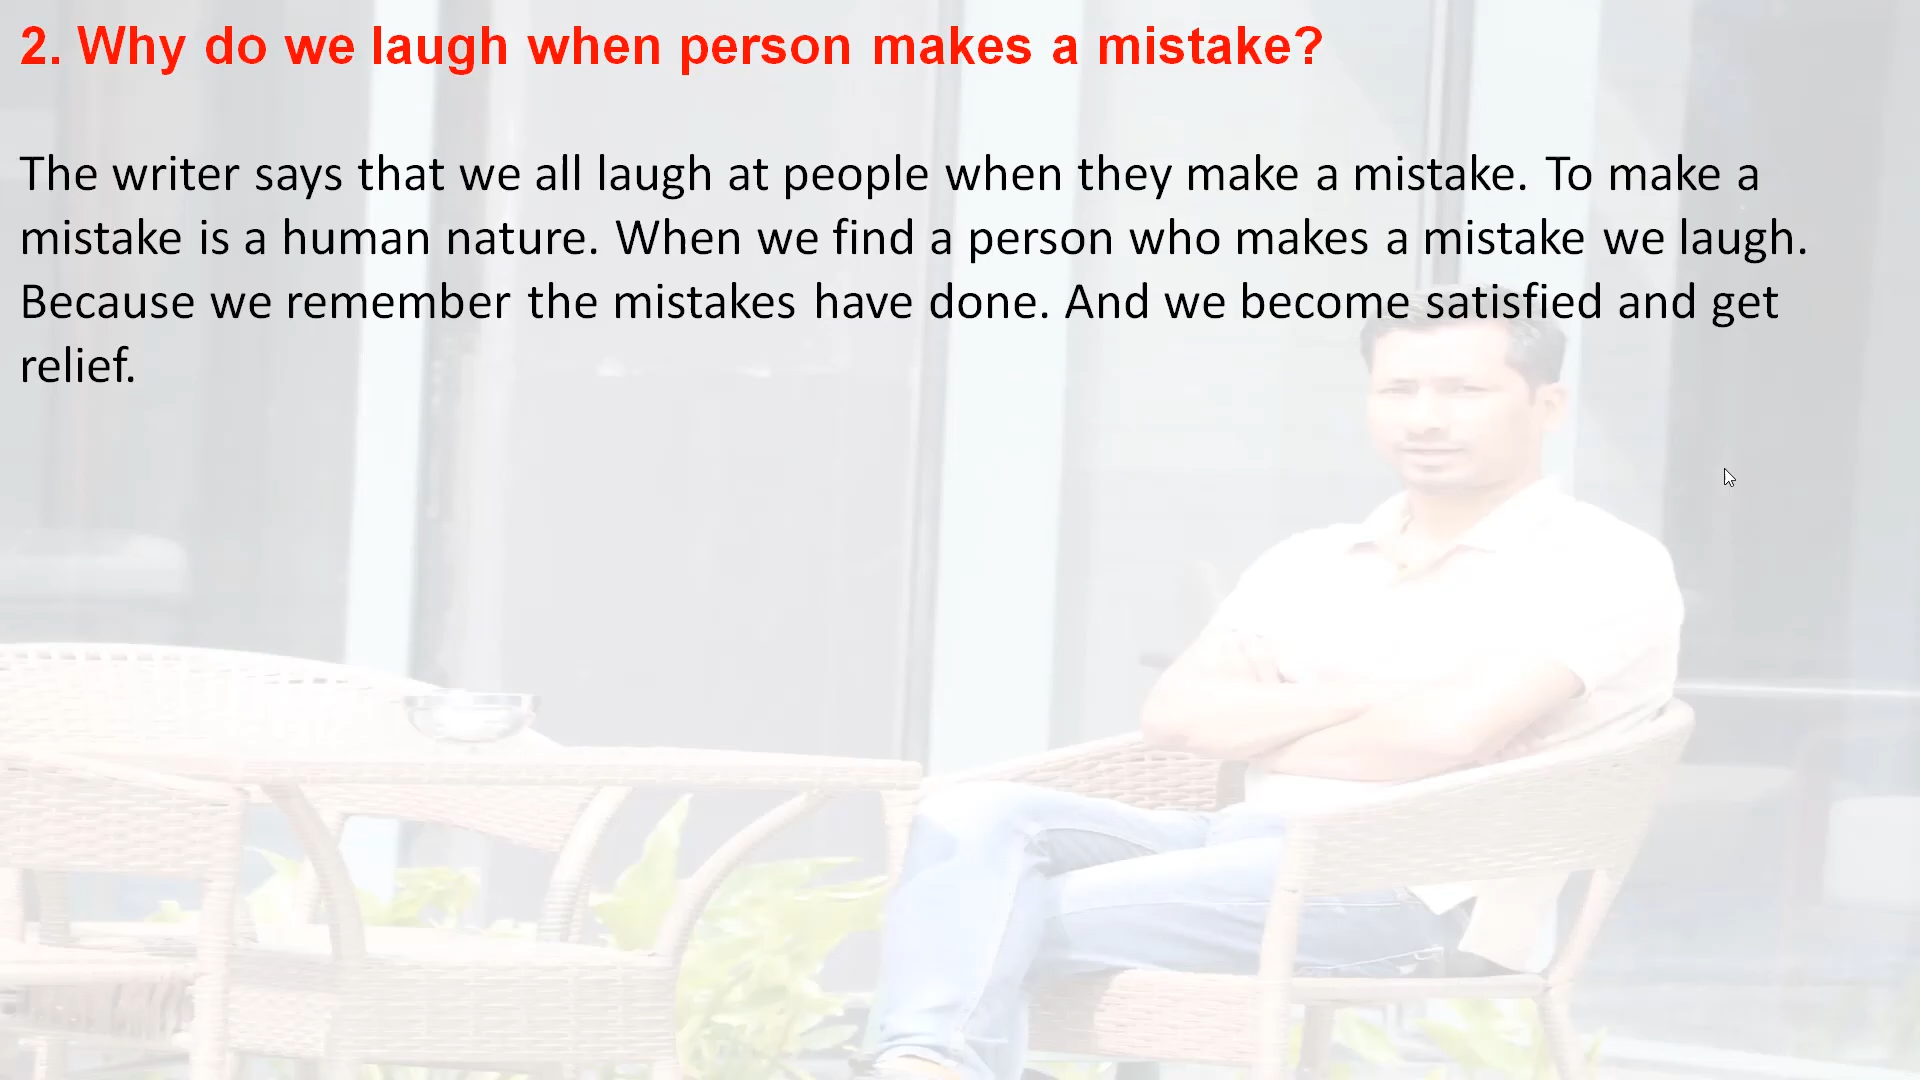 2. Why do we laugh when person makes a mistake?
The writer says that we all laugh at people when they make a mistake. To make a
mistake is a human nature. When we find a person who makes a mistake we laugh.
Because we remember the mistakes have done. And we become satisfied and get
relief.